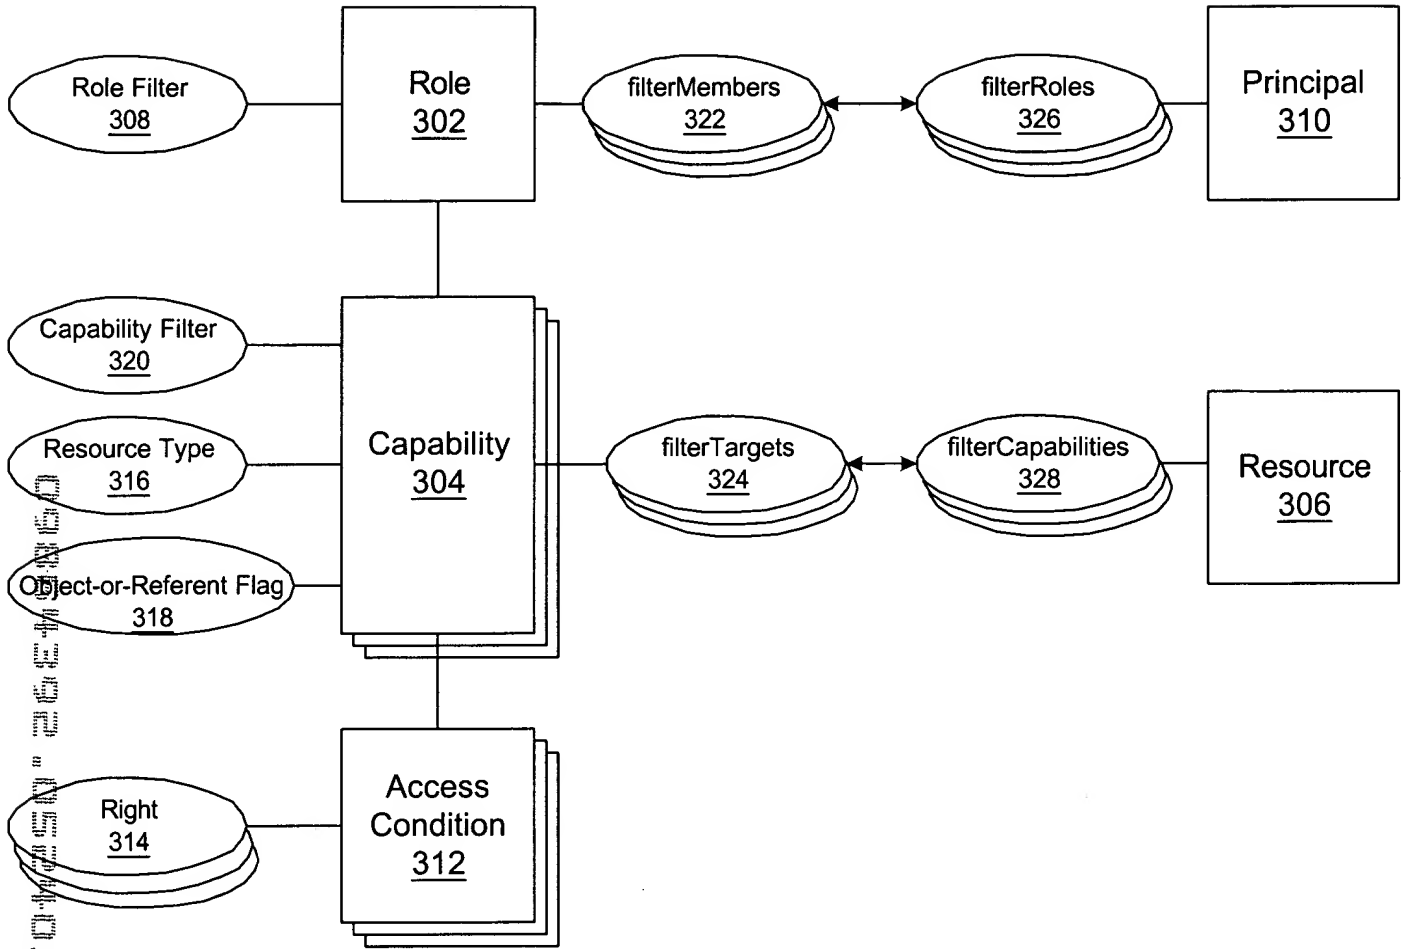 Role Filter
308
Role
302
filterMembers
322
filterRoles
326
Principal
310
Capability Filter
320
Resource Type
316
Object-or-Referent Flag
318
Capability
304
filterTargets
324
filterCapabilities
328
Resource
306
Right
314
Access
Condition
312